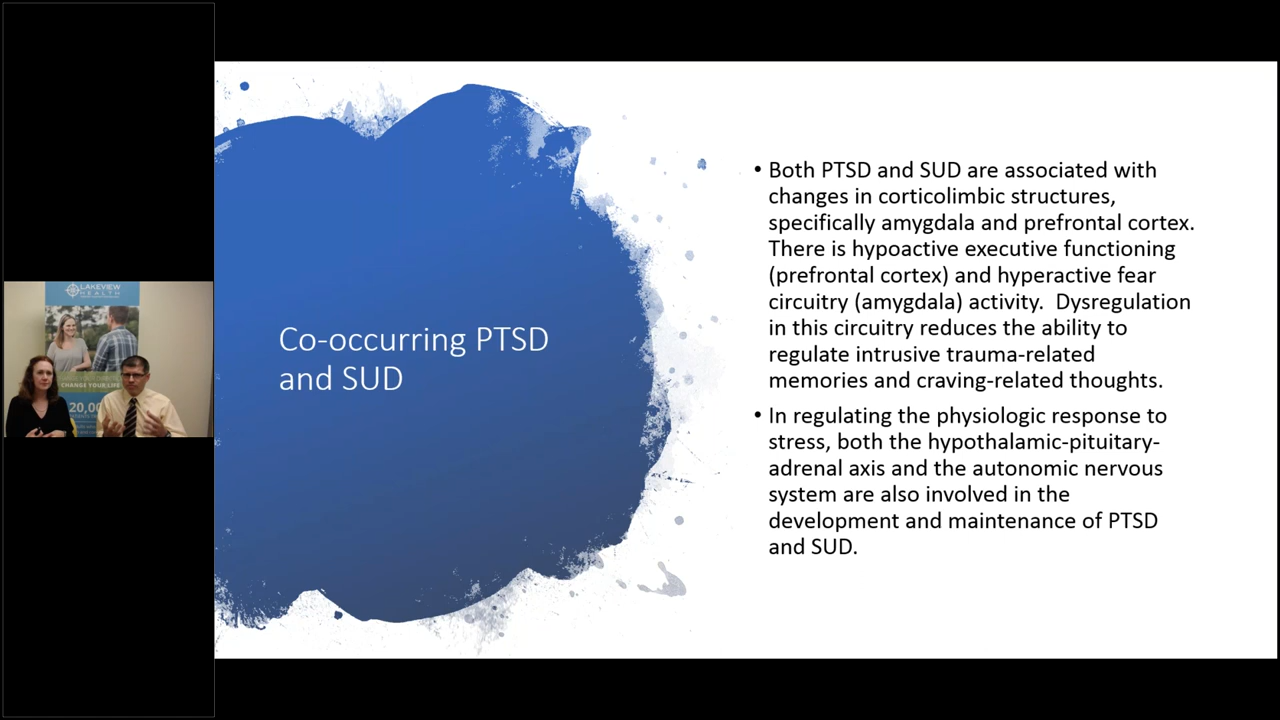 LAKEVIEW
HEALTH
CHANGE YOUR LIFE
20,00
Co-occurring PTSD
and SUD
• Both PTSD and SUD are associated with
changes in corticolimbic structures,
specifically amygdala and prefrontal cortex.
There is hypoactive executive functioning
(prefrontal cortex) and hyperactive fear
circuitry (amygdala) activity.  Dysregulation
in this circuitry reduces the ability to
regulate intrusive trauma-related
memories and craving-related thoughts.
• In regulating the physiologic response to
stress, both the hypothalamic-pituitary-
adrenal axis and the autonomic nervous
system are also involved in the
development and maintenance of PTSD
and SUD.